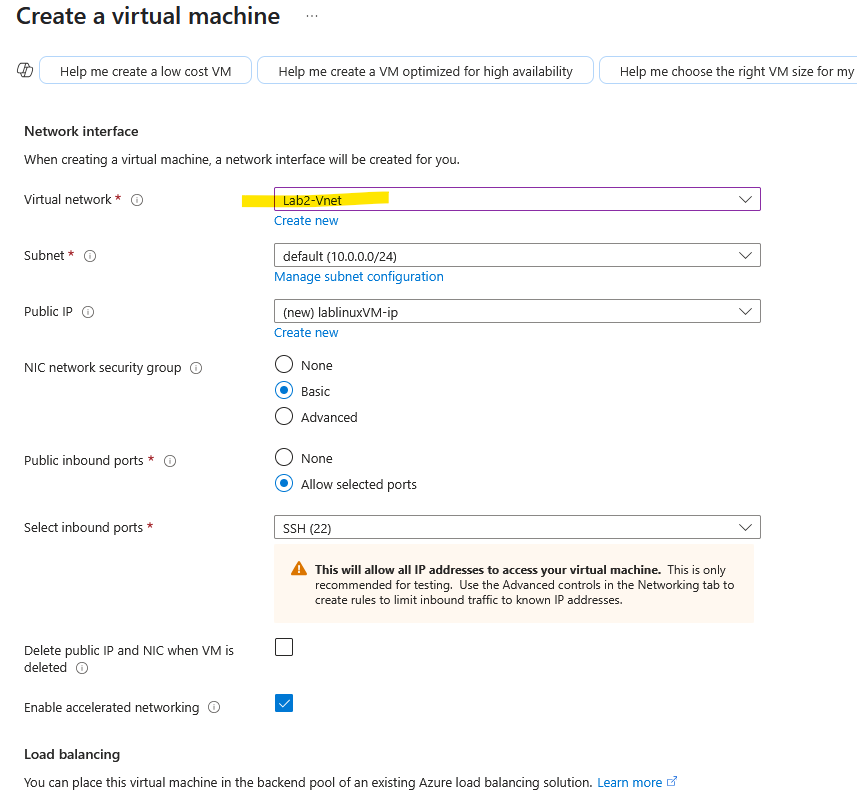 Create a virtual machine ...
Help me create a low cost VM
Help me create a VM optimized for high availability
Help me choose the right VM size for my
Network interface
When creating a virtual machine, a network interface will be created for you.
Virtual network *
Lab2-Vnet
Create new
Subnet *
default (10.0.0.0/24)
Manage subnet configuration
Public IP
(new) lablinuxVM-ip
Create new
NIC network security group
None
Basic
Advanced
Public inbound ports *
None
Allow selected ports
Select inbound ports *
SSH (22)
This will allow all IP addresses to access your virtual machine. This is only
recommended for testing. Use the Advanced controls in the Networking tab to
create rules to limit inbound traffic to known IP addresses.
Delete public IP and NIC when VM is
deleted
Enable accelerated networking
Load balancing
You can place this virtual machine in the backend pool of an existing Azure load balancing solution. Learn more